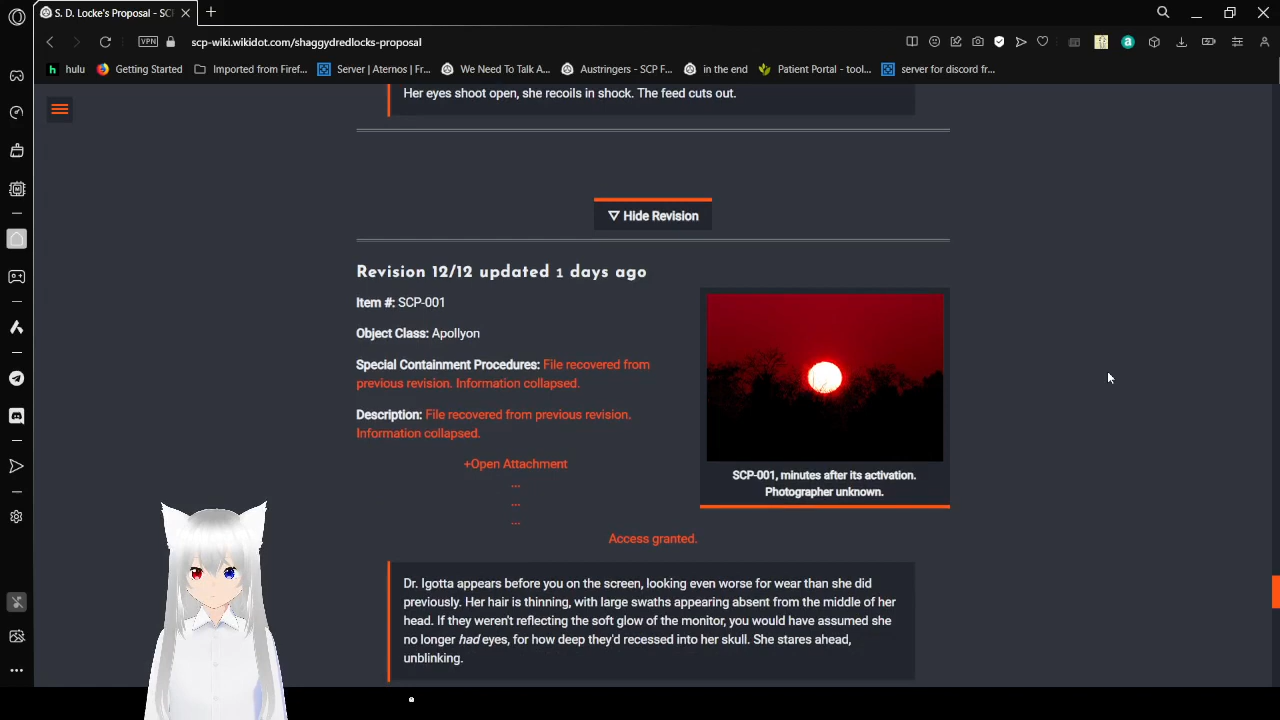 S. D. Locke's Proposal - SC
scp-wiki.wikidot.com/shaggydredlocks-proposal
VPN
hulu
Getting Started
Imported from Firef...
Server | Aternos | Fr...
We Need To Talk A...
Austringers - SCP F...
in the end
Patient Portal - tool...
server for discord fr...
Her eyes shoot open, she recoils in shock. The feed cuts out.
▽ Hide Revision
Revision 12/12 updated 1 days ago
Item #: SCP-001
Object Class: Apollyon
Special Containment Procedures: File recovered from
previous revision. Information collapsed.
Description: File recovered from previous revision.
Information collapsed.
+Open Attachment
...
...
...
Access granted.
SCP-001, minutes after its activation.
Photographer unknown.
Dr. Igotta appears before you on the screen, looking even worse for wear than she did
previously. Her hair is thinning, with large swaths appearing absent from the middle of her
head. If they weren't reflecting the soft glow of the monitor, you would have assumed she
no longer had eyes, for how deep they'd recessed into her skull. She stares ahead,
unblinking.